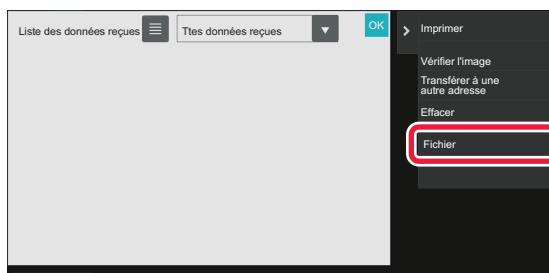 Liste des données reçues
Ttes données reçues
OK
Imprimer
Vérifier l'image
Transférer à une
autre adresse
Effacer
Fichier